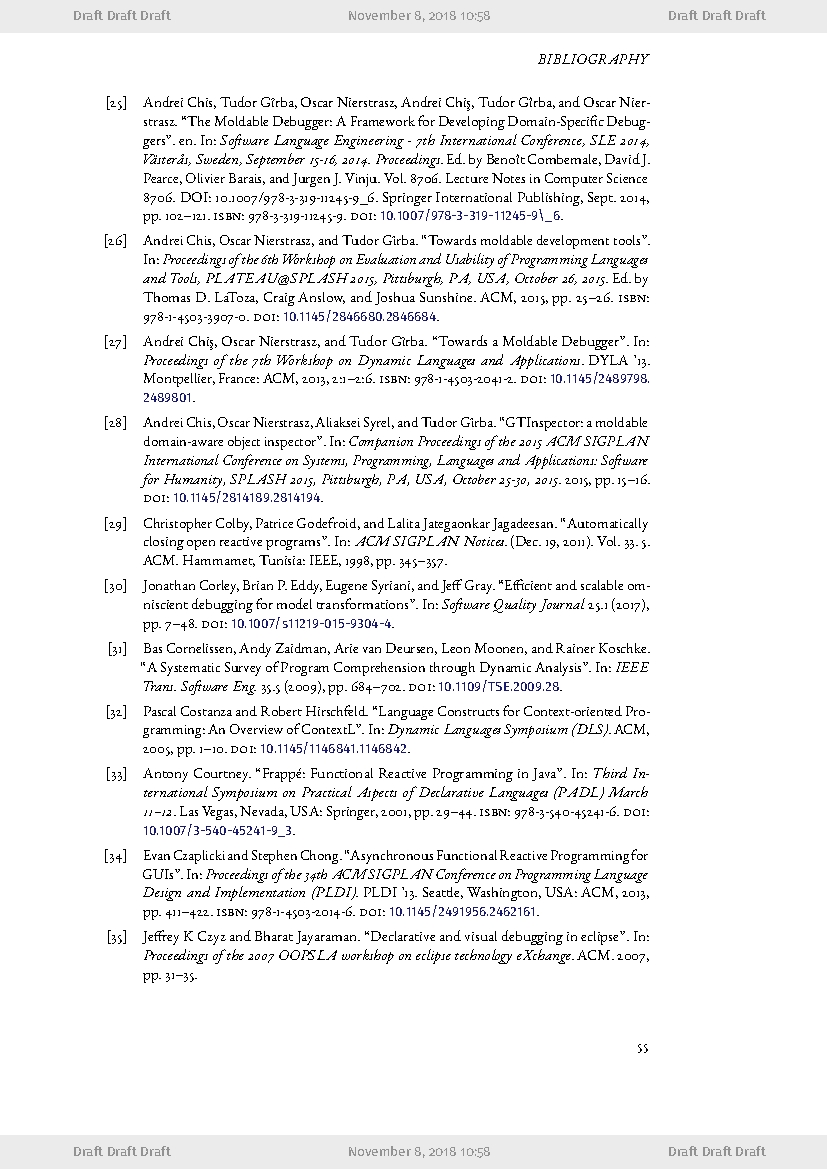 Draft Draft Draft November 8, 2018 10:58 Draft Draft Draft
BIBLIOGRAPHY
[25] Andrei Chis, Tudor Gîrba, Oscar Nierstrasz, Andrei Chiş, Tudor Gîrba, and Oscar Nier-
strasz. “The Moldable Debugger: A Framework for Developing Domain-Specific Debug-
gers”. en. In: Software Language Engineering - 7th International Conference, SLE 2014,
Västerås, Sweden, September 15-16, 2014. Proceedings. Ed. by Benoît Combemale, David J.
Pearce, Olivier Barais, and Jurgen J. Vinju. Vol. 8706. Lecture Notes in Computer Science
8706. DOI: 10.1007/978-3-319-11245-9_6. Springer International Publishing, Sept. 2014,
pp. 102–121. ISBN: 978-3-319-11245-9. DOI: 10.1007/978-3-319-11245-9\_6.
[26] Andrei Chis, Oscar Nierstrasz, and Tudor Gîrba. “Towards moldable development tools”.
In: Proceedings of the 6th Workshop on Evaluation and Usability of Programming Languages
and Tools, PLATEAU@SPLASH 2015, Pittsburgh, PA, USA, October 26, 2015. Ed. by
Thomas D. LaToza, Craig Anslow, and Joshua Sunshine. ACM, 2015, pp. 25–26. ISBN:
978-1-4503-3907-0. DOI: 10.1145/2846680.2846684.
[27] Andrei Chiş, Oscar Nierstrasz, and Tudor Gîrba. “Towards a Moldable Debugger”. In:
Proceedings of the 7th Workshop on Dynamic Languages and Applications. DYLA ’13.
Montpellier, France: ACM, 2013, 2:1–2:6. ISBN: 978-1-4503-2041-2. DOI: 10.1145/2489798.
2489801.
[28] Andrei Chis, Oscar Nierstrasz, Aliaksei Syrel, and Tudor Gîrba. “GTInspector: a moldable
domain-aware object inspector”. In: Companion Proceedings of the 2015 ACM SIGPLAN
International Conference on Systems, Programming, Languages and Applications: Software
for Humanity, SPLASH 2015, Pittsburgh, PA, USA, October 25-30, 2015. 2015, pp. 15–16.
DOI: 10.1145/2814189.2814194.
[29] Christopher Colby, Patrice Godefroid, and Lalita Jategaonkar Jagadeesan. “Automatically
closing open reactive programs”. In: ACM SIGPLAN Notices. (Dec. 19, 2011). Vol. 33. 5.
ACM. Hammamet, Tunisia: IEEE, 1998, pp. 345–357.
[30] Jonathan Corley, Brian P. Eddy, Eugene Syriani, and Jeff Gray. “Efficient and scalable om-
niscient debugging for model transformations”. In: Software Quality Journal 25.1 (2017),
pp. 7–48. DOI: 10.1007/s11219-015-9304-4.
[31] Bas Cornelissen, Andy Zaidman, Arie van Deursen, Leon Moonen, and Rainer Koschke.
“A Systematic Survey of Program Comprehension through Dynamic Analysis”. In: IEEE
Trans. Software Eng. 35.5 (2009), pp. 684–702. DOI: 10.1109/TSE.2009.28.
[32] Pascal Costanza and Robert Hirschfeld. “Language Constructs for Context-oriented Pro-
gramming: An Overview of ContextL”. In: Dynamic Languages Symposium (DLS). ACM,
2005, pp. 1–10. DOI: 10.1145/1146841.1146842.
[33] Antony Courtney. “Frappé: Functional Reactive Programming in Java”. In: Third In-
ternational Symposium on Practical Aspects of Declarative Languages (PADL) March
11–12. Las Vegas, Nevada, USA: Springer, 2001, pp. 29–44. ISBN: 978-3-540-45241-6. DOI:
10.1007/3-540-45241-9_3.
[34] Evan Czaplicki and Stephen Chong. “Asynchronous Functional Reactive Programming for
GUIs”. In: Proceedings of the 34th ACM SIGPLAN Conference on Programming Language
Design and Implementation (PLDI). PLDI ’13. Seattle, Washington, USA: ACM, 2013,
pp. 411–422. ISBN: 978-1-4503-2014-6. DOI: 10.1145/2491956.2462161.
[35] Jeffrey K Czyz and Bharat Jayaraman. “Declarative and visual debugging in eclipse”. In:
Proceedings of the 2007 OOPSLA workshop on eclipse technology eXchange. ACM. 2007,
pp. 31–35.
55
Draft Draft Draft November 8, 2018 10:58 Draft Draft Draft